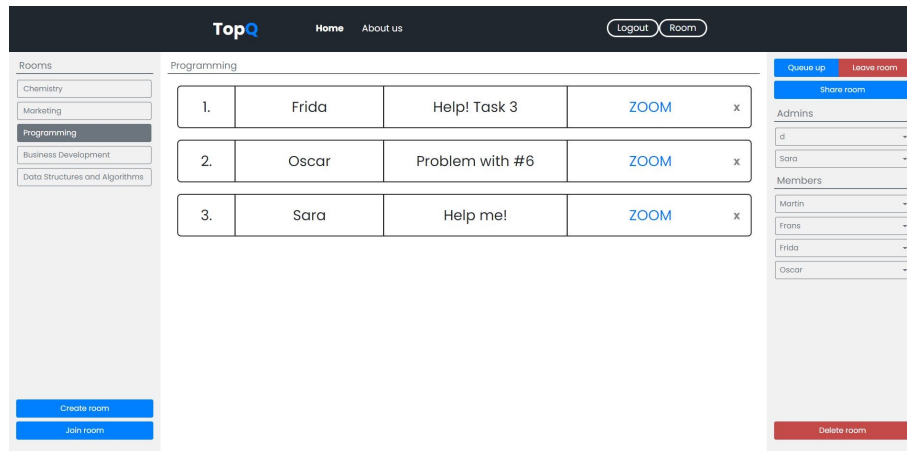 TopQ Home About us Logout Room
Rooms
Chemistry
Marketing
Programming
Business Development
Data Structures and Algorithms
Create room
Join room
Programming
1. Frida Help! Task 3 ZOOM x
2. Oscar Problem with #6 ZOOM x
3. Sara Help me! ZOOM x
Queue up Leave room
Share room
Admins
d
Sara
Members
Martin
Frans
Frida
Oscar
Delete room